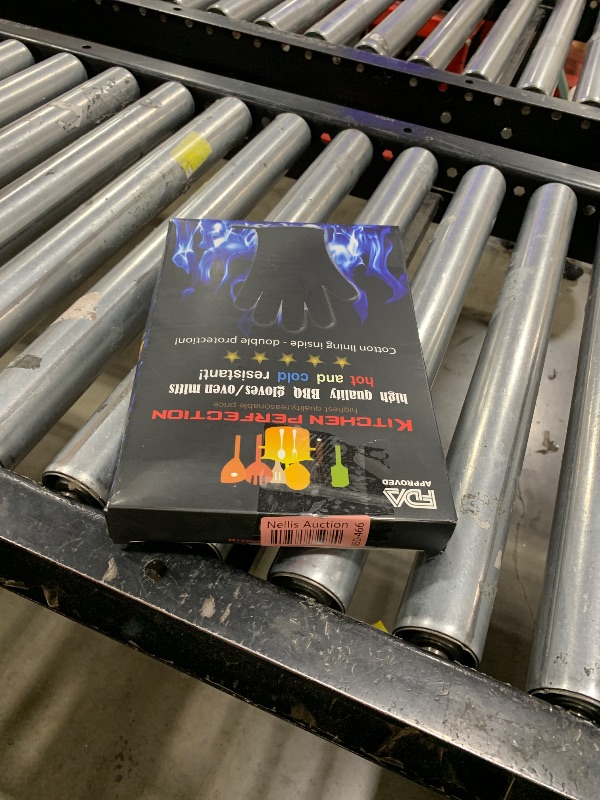 FDA
APPROVED
KITCHEN PERFECTION
highest quality,reasonable price
high quality BBQ gloves/oven mitts
hot and cold resistant!
Cotton lining inside - double protection!
Nellis Auction